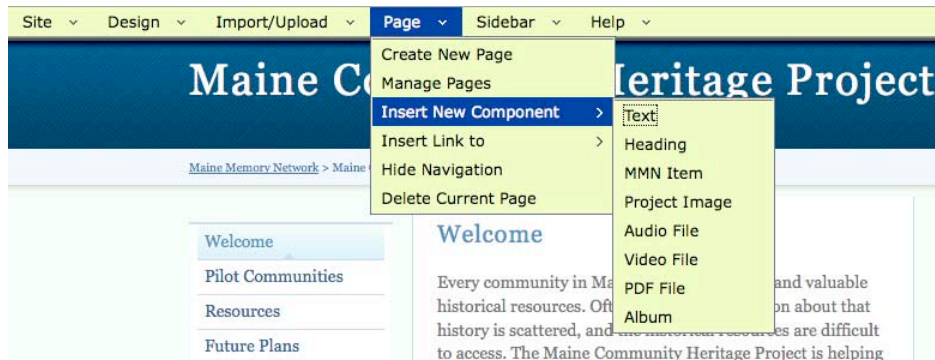 Site Design Import/Upload Page Sidebar Help
Create New Page
Manage Pages
Insert New Component
Insert Link to
Hide Navigation
Delete Current Page
Text
Heading
MMN Item
Project Image
Audio File
Video File
PDF File
Album
Maine Heritage Project
Maine Memory Network > Maine
Welcome
Pilot Communities
Resources
Future Plans
Welcome
Every community in and valuable
historical resources. on about that
history is scattered, and the historical resources are difficult
to access. The Maine Community Heritage Project is helping